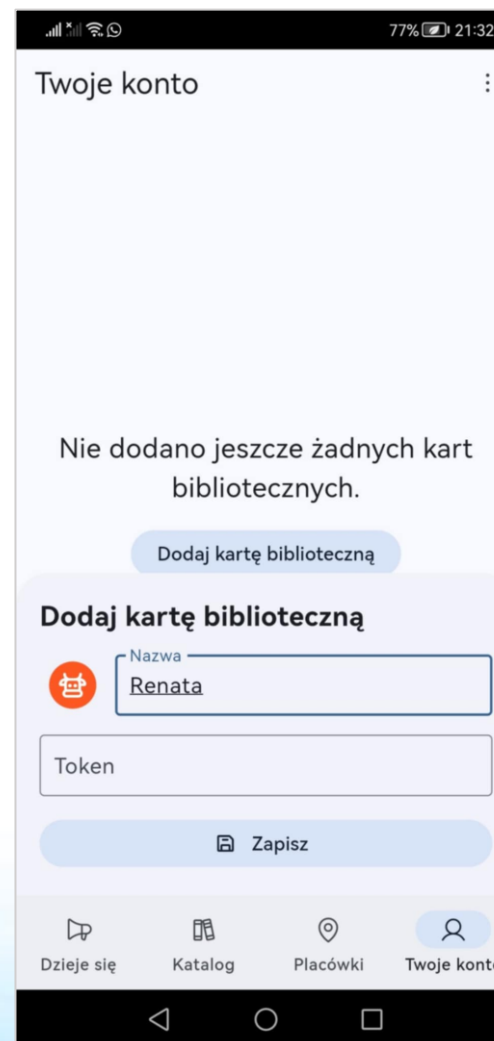 77% 21:32
Twoje konto
Nie dodano jeszcze żadnych kart
bibliotecznych.
Dodaj kartę biblioteczną
Dodaj kartę biblioteczną
Nazwa
Renata
Token
Zapisz
Dzieje się Katalog Placówki Twoje konto